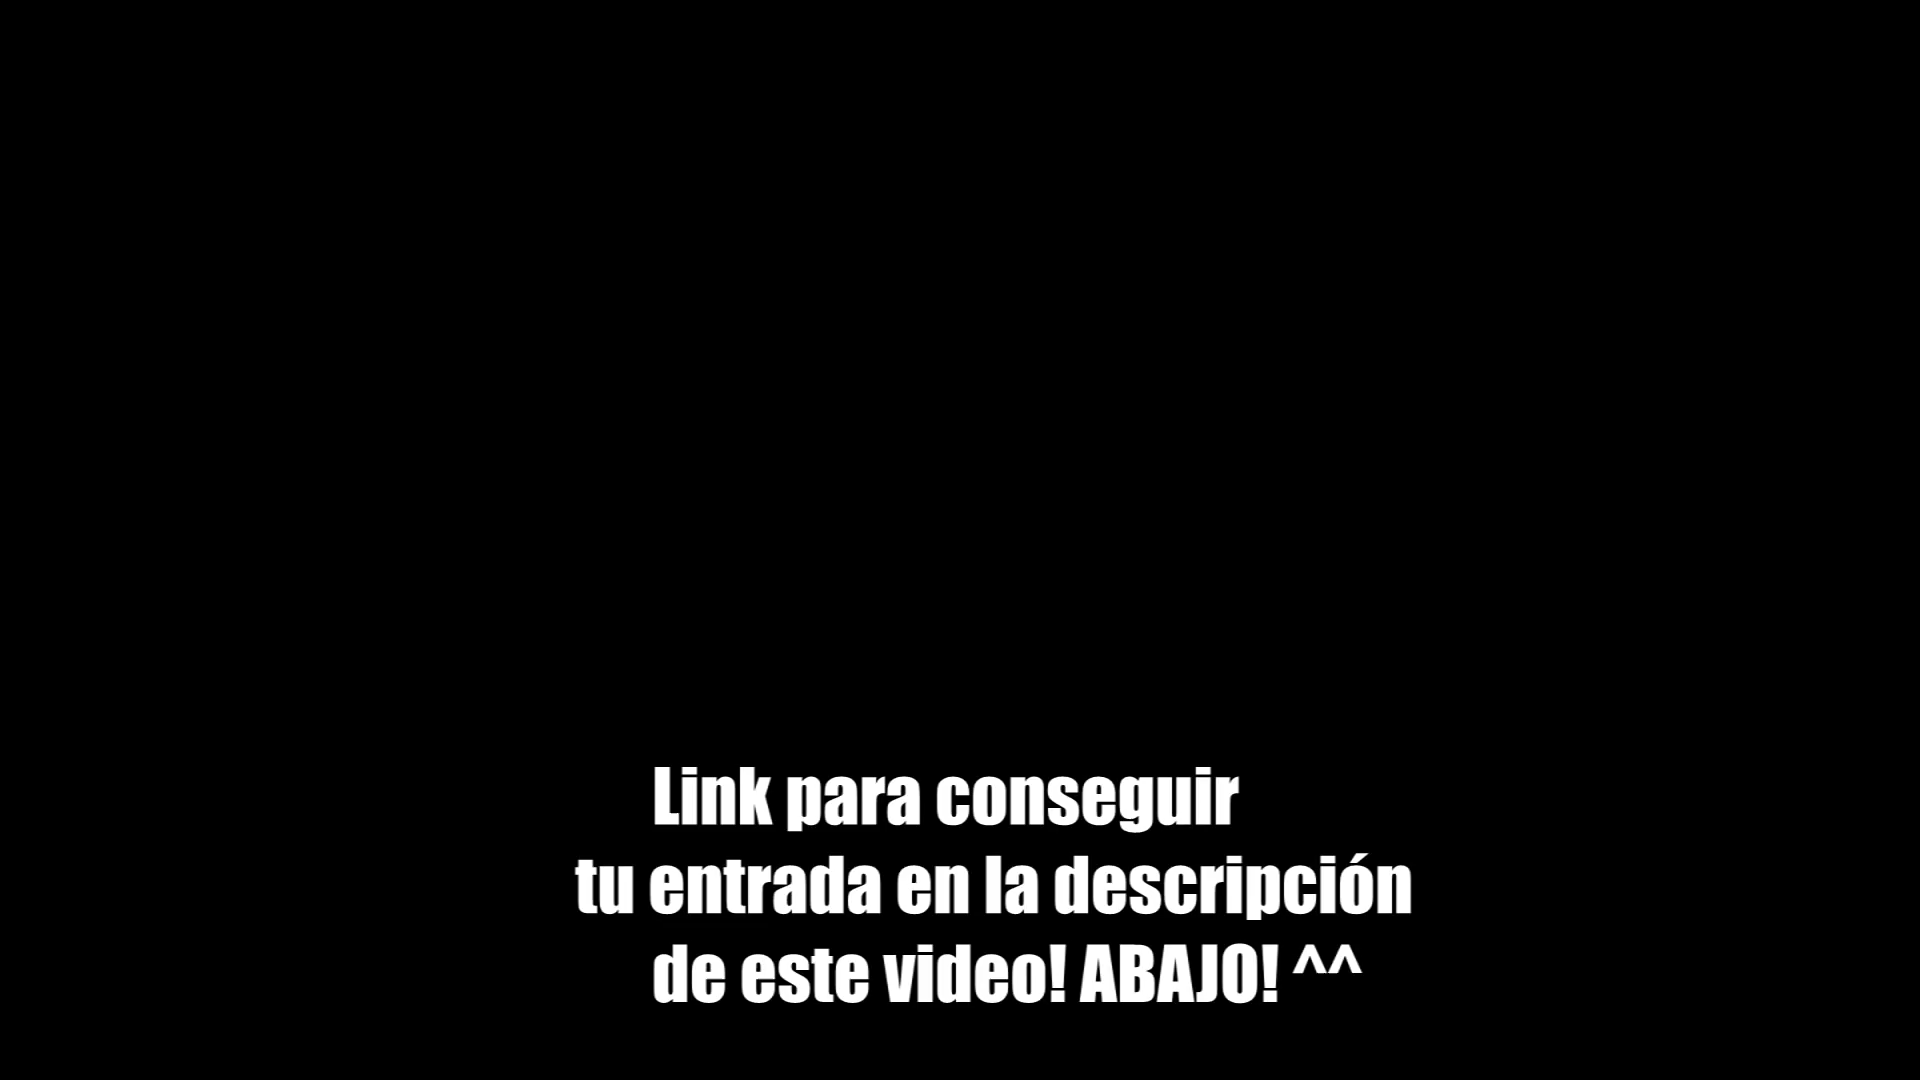 Link para conseguir
tu entrada en la descripción
de este video! ABAJO! ^^